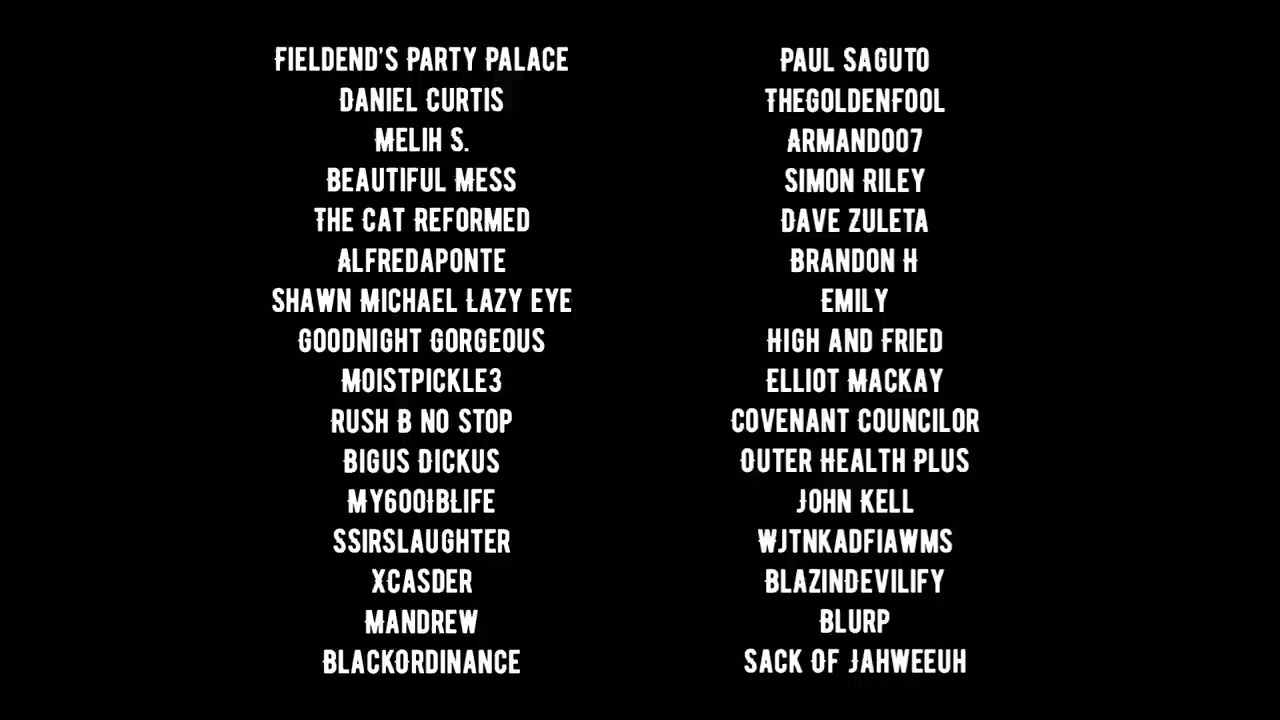 Fieldend's Party Palace
Daniel Curtis
Melih S.
Beautiful Mess
The Cat Reformed
Alfredaponte
Shawn Michael Lazy Eye
Goodnight Gorgeous
Moistpickle3
Rush B no stop
Bigus Dickus
My600lbLife
ssirslaughter
Xcasder
Mandrew
BlackOrdinance
Paul Saguto
TheGoldenFool
Armando07
Simon Riley
Dave Zuleta
Brandon H
Emily
High and Fried
Elliot Mackay
Covenant Councilor
Outer Health Plus
John Kell
Wjtnkadfiawms
BlazinDevilify
Blurp
Sack Of Jahweeuh